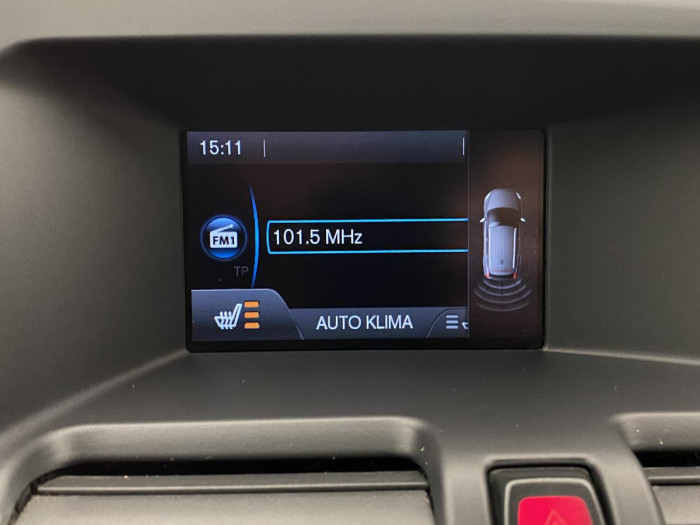 15:11
FM1
101.5 MHz
TP
AUTO KLIMA